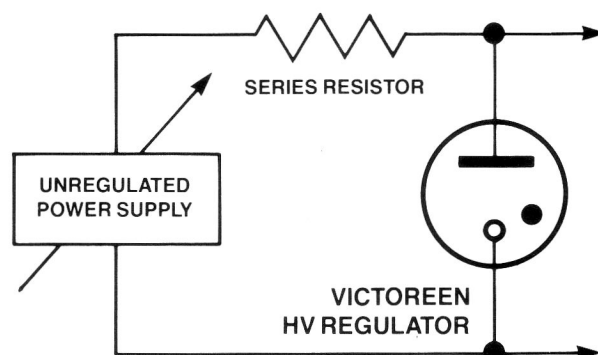 SERIES RESISTOR
UNREGULATED
POWER SUPPLY
VICTOREEN
HV REGULATOR